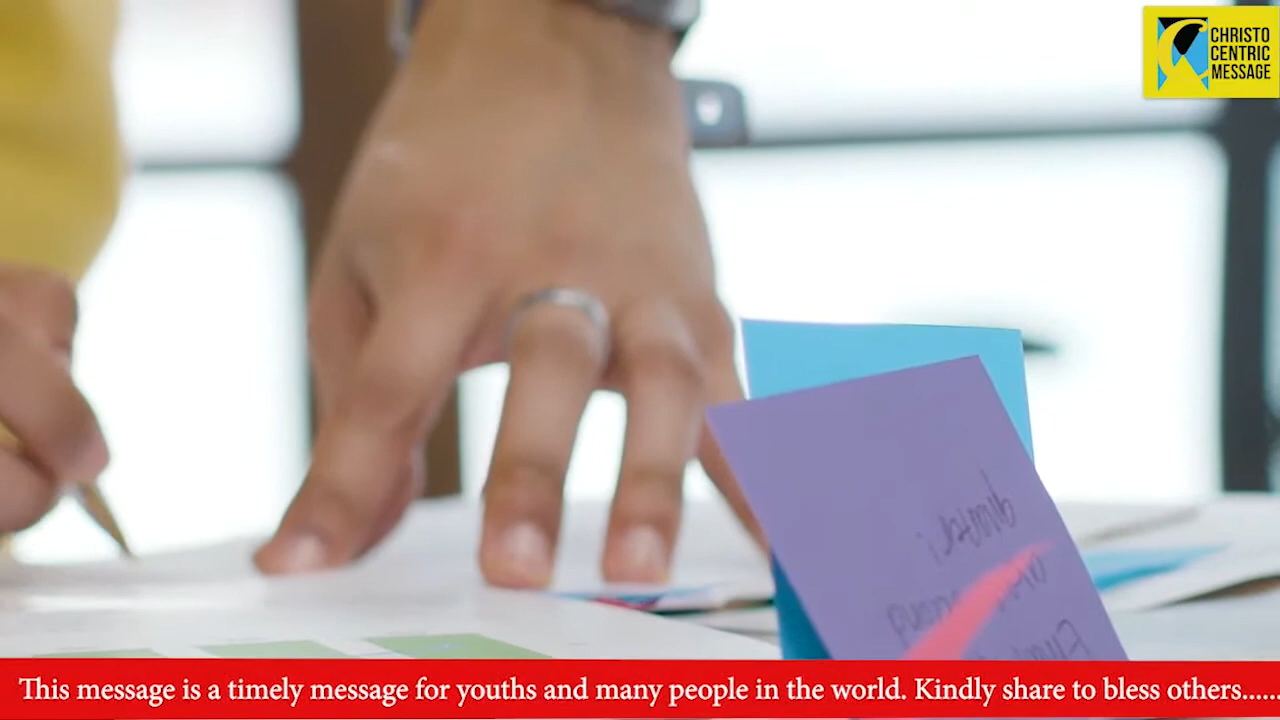 CHRISTO
CENTRIC
MESSAGE
This message is a timely message for youths and many people in the world. Kindly share to bless others......